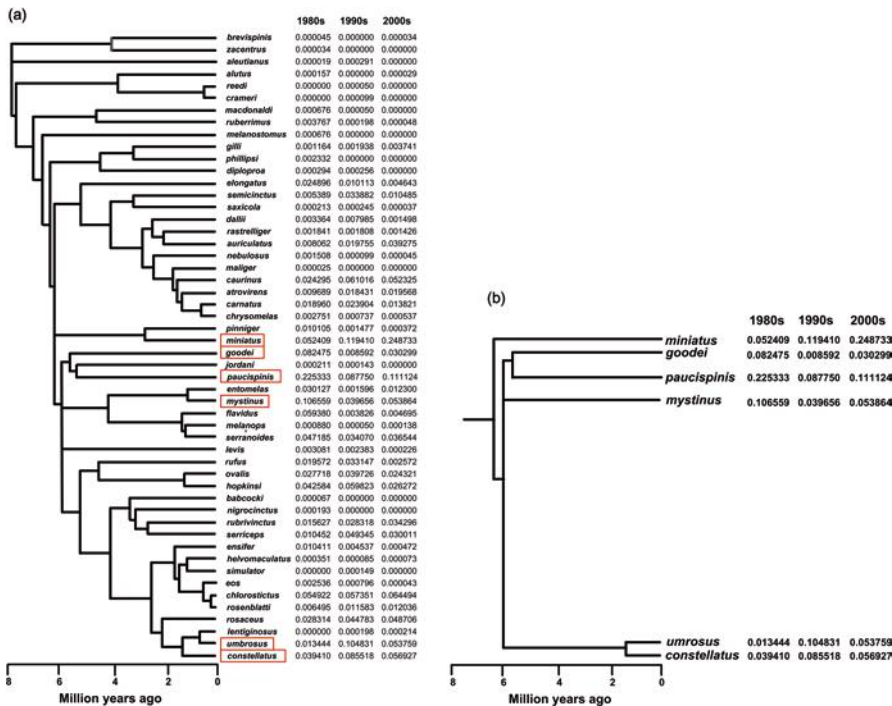 (a)
1980s 1990s 2000s
brevispinis 0.000045 0.000000 0.000034
zacentrus 0.000034 0.000000 0.000000
aleutianus 0.000019 0.000291 0.000000
alutus 0.000157 0.000000 0.000029
reedi 0.000000 0.000050 0.000000
crameri 0.000000 0.000099 0.000000
macdonaldi 0.000676 0.000050 0.000000
ruberrimus 0.003767 0.000198 0.000048
melanostomus 0.000676 0.000000 0.000000
gilli 0.001164 0.001938 0.003741
phillipsi 0.002332 0.000000 0.000000
diploproa 0.000294 0.000256 0.000000
elongatus 0.024896 0.010113 0.004643
semicinctus 0.005389 0.033882 0.010485
saxicola 0.000213 0.000245 0.000037
dallii 0.003364 0.007985 0.001498
rastrelliger 0.001841 0.001808 0.001426
auriculatus 0.008062 0.019755 0.039275
nebulosus 0.001508 0.000099 0.000045
maliger 0.000025 0.000000 0.000000
caurinus 0.024295 0.061016 0.052325
atrovirens 0.009689 0.018431 0.019568
carnatus 0.018960 0.023904 0.013821
chrysomelas 0.002751 0.000737 0.000537
pinniger 0.010105 0.001477 0.000372
miniatus 0.052409 0.119410 0.248733
goodei 0.082475 0.008592 0.030299
jordani 0.000211 0.000143 0.000000
paucispinis 0.225333 0.087750 0.111124
entomelas 0.030127 0.001596 0.012300
mystinus 0.106559 0.039656 0.053864
flavidus 0.059380 0.003826 0.004695
melanops 0.000880 0.000050 0.000138
serranoides 0.047185 0.034070 0.036544
levis 0.003081 0.002383 0.000226
rufus 0.019572 0.033147 0.002572
ovalis 0.027718 0.039726 0.024321
hopkinsi 0.042584 0.059823 0.026272
babcocki 0.000067 0.000000 0.000000
nigrocinctus 0.000193 0.000000 0.000000
rubrivinctus 0.015627 0.028318 0.034296
serriceps 0.010452 0.049345 0.030011
ensifer 0.010411 0.004537 0.000472
helvomaculatus 0.000351 0.000085 0.000073
simulator 0.000000 0.000149 0.000000
eos 0.002536 0.000796 0.000043
chlorostictus 0.054922 0.057351 0.064494
rosenblatti 0.006495 0.011583 0.012036
rosaceus 0.028314 0.044783 0.048706
lentiginosus 0.000000 0.000198 0.000214
umbrosus 0.013444 0.104831 0.053759
constellatus 0.039410 0.085518 0.056927
8 6 4 2 0
Million years ago
(b)
1980s 1990s 2000s
miniatus 0.052409 0.119410 0.248733
goodei 0.082475 0.008592 0.030299
paucispinis 0.225333 0.087750 0.111124
mystinus 0.106559 0.039656 0.053864
umrosus 0.013444 0.104831 0.053759
constellatus 0.039410 0.085518 0.056927
8 6 4 2 0
Million years ago